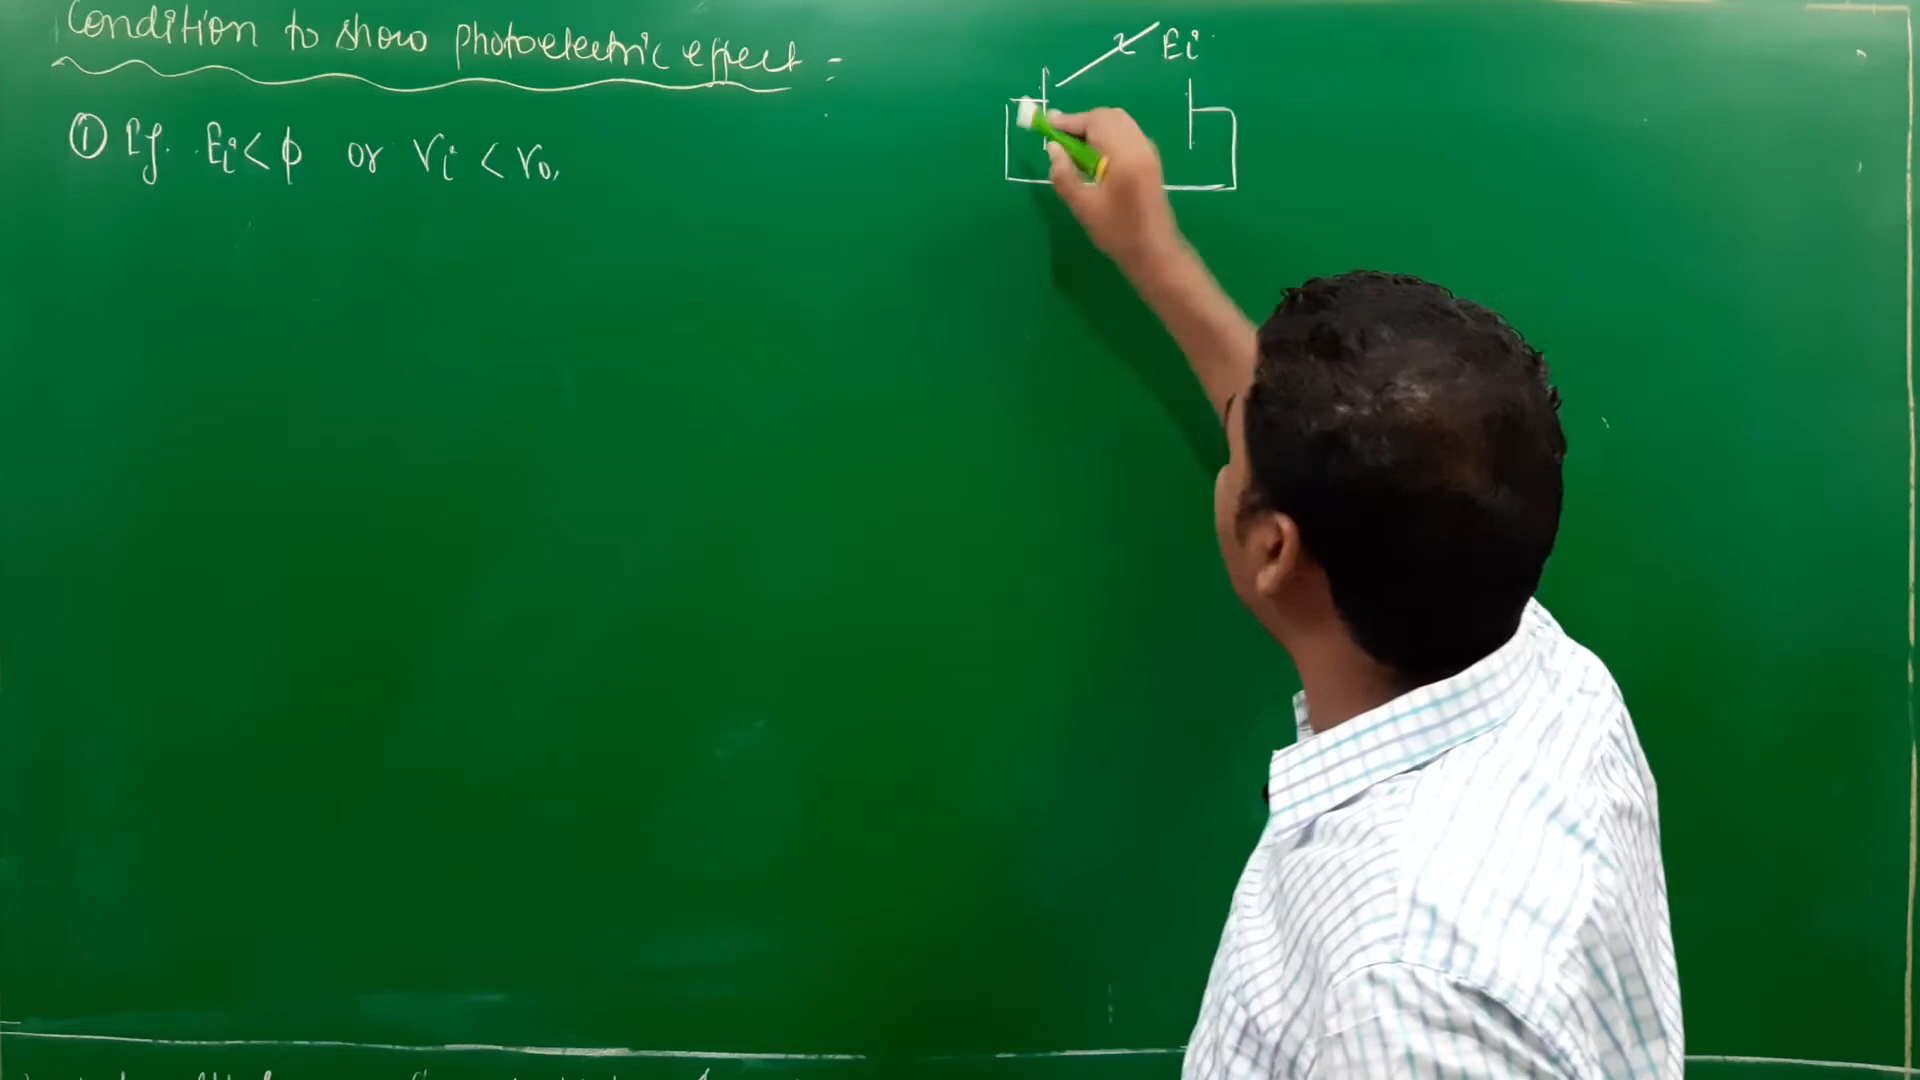 Condition to show photoelectric effect :
① If Ei < ϕ or νi < ν0,
Ei